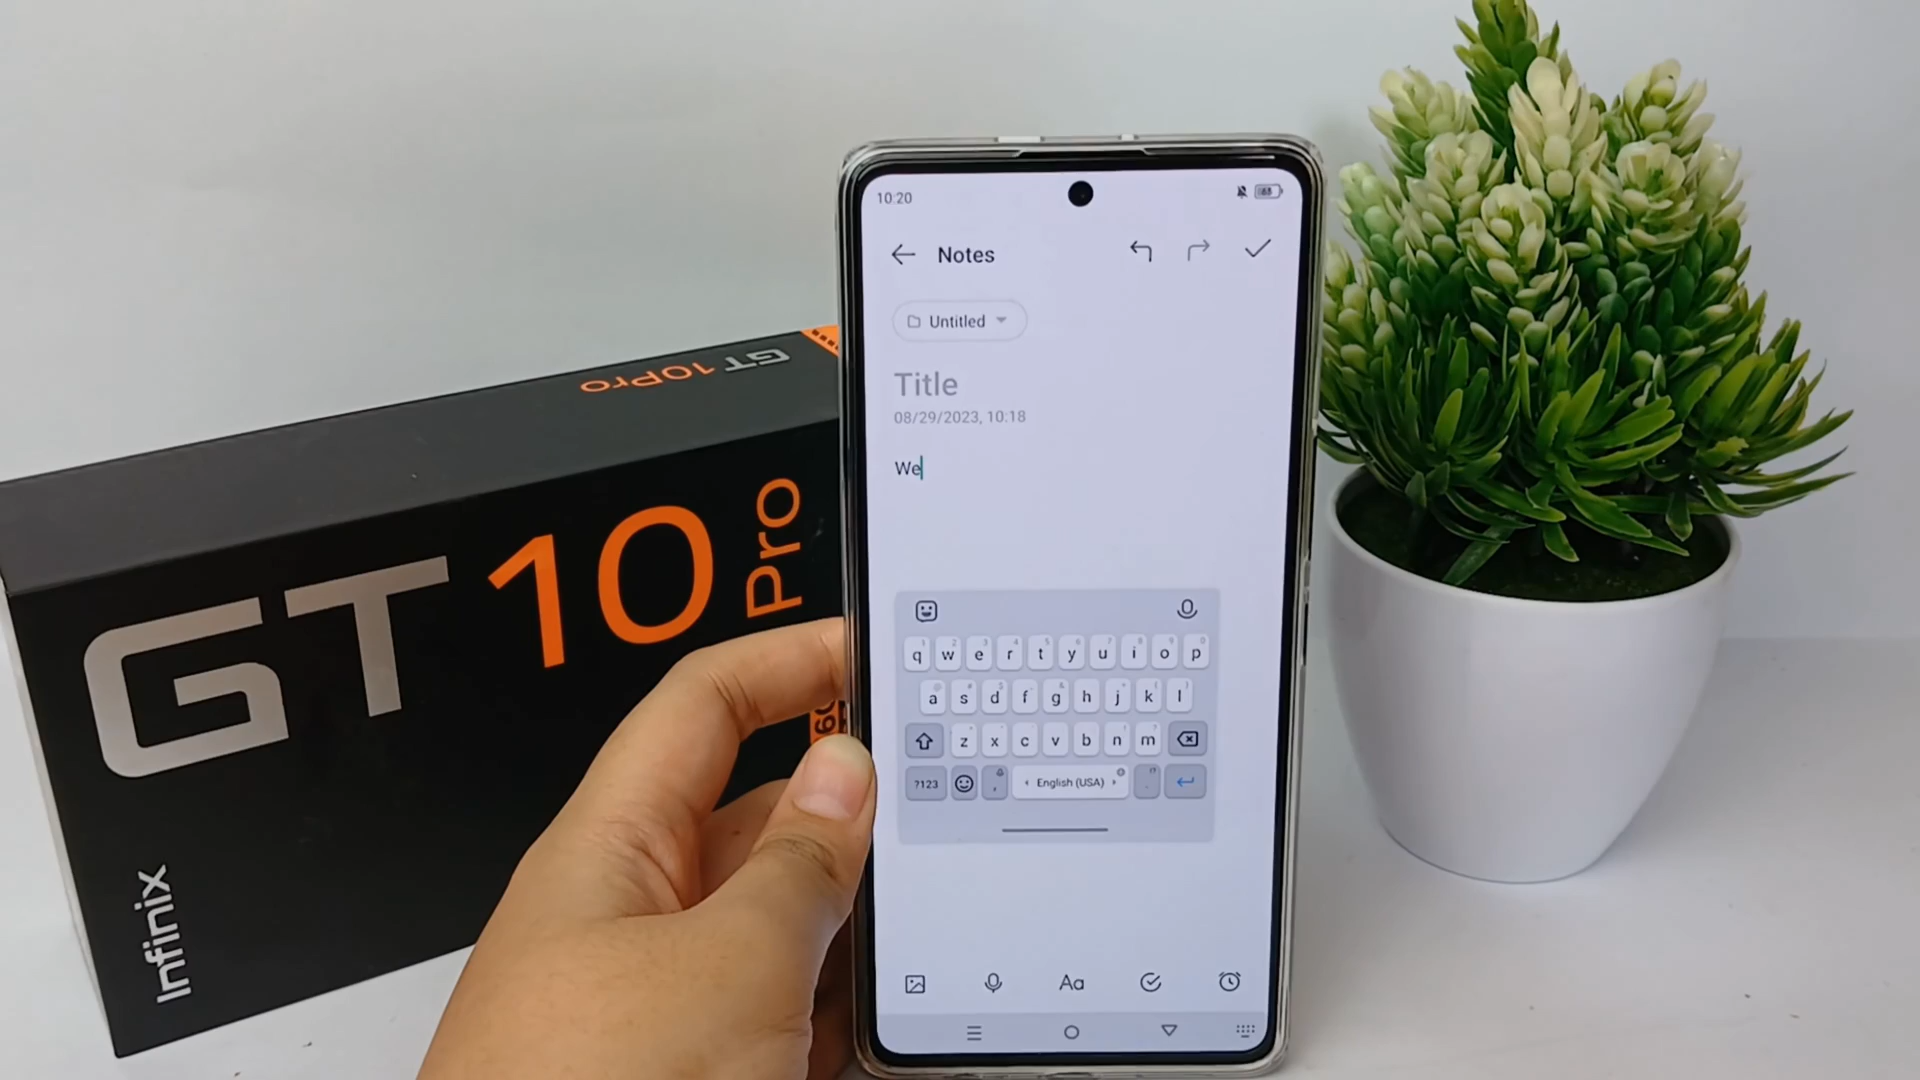 GT 10Pro
GT 10 Pro
Infinix
10:20
Notes
Untitled
Title
08/29/2023, 10:18
We
q w e r t y u i o p
a s d f g h j k l
z x c v b n m
?123 , English (USA) .
Aa